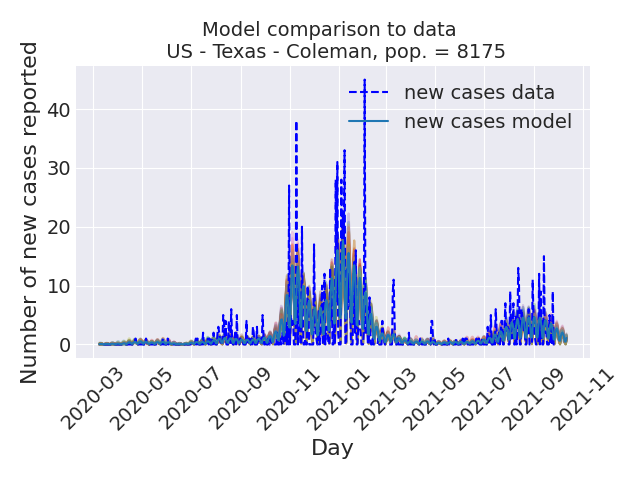 Model comparison to data
US - Texas - Coleman, pop. = 8175
Number of new cases reported
40
30
20
10
0
new cases data
new cases model
2020-03
2020-05
2020-07
2020-09
2020-11
2021-01
2021-03
2021-05
2021-07
2021-09
2021-11
Day